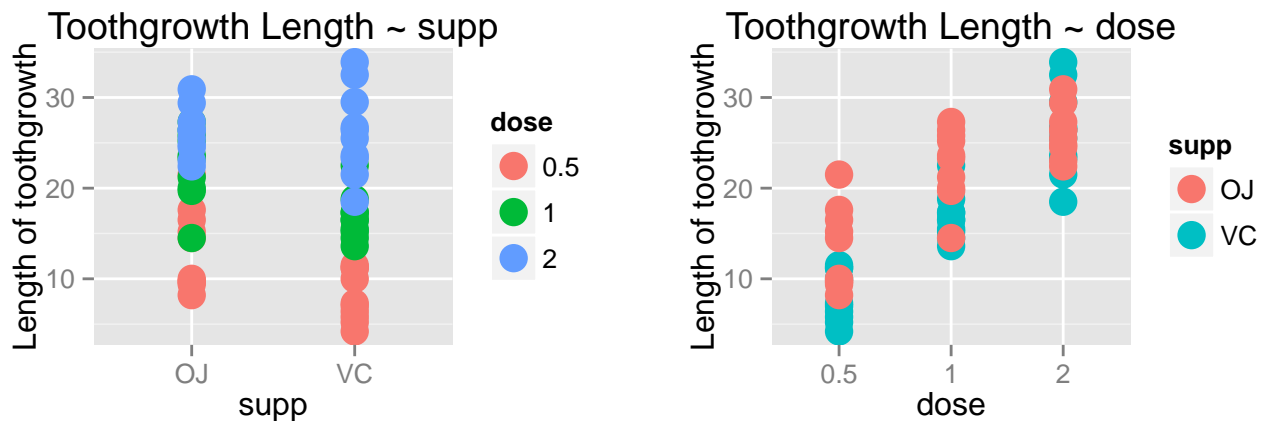 Toothgrowth Length ~ supp
Length of toothgrowth
30
20
10
OJ
VC
supp
dose
0.5
1
2
Toothgrowth Length ~ dose
Length of toothgrowth
30
20
10
0.5
1
2
dose
supp
OJ
VC